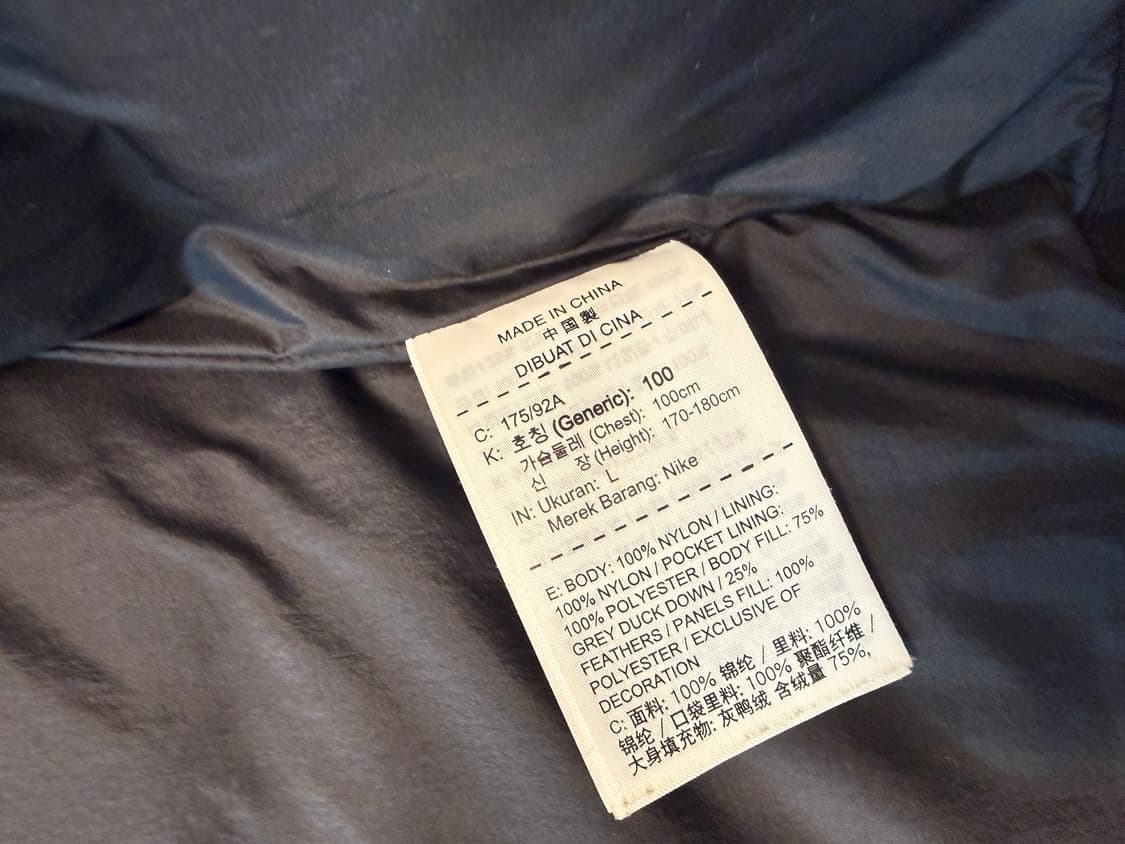 MADE IN CHINA
中国製
DIBUAT DI CINA
C: 175/92A
K: 호칭 (Generic): 100
가슴둘레 (Chest): 100cm
신 장 (Height): 170-180cm
IN: Ukuran: L
Merek Barang: Nike
E: BODY: 100% NYLON / LINING:
100% NYLON / POCKET LINING:
100% POLYESTER / BODY FILL: 75%
GREY DUCK DOWN / 25%
FEATHERS / PANELS FILL: 100%
POLYESTER / EXCLUSIVE OF
DECORATION
C: 面料: 100% 锦纶 / 里料: 100%
锦纶 / 口袋里料: 100% 聚酯纤维 /
大身填充物: 灰鸭绒 含绒量 75%,